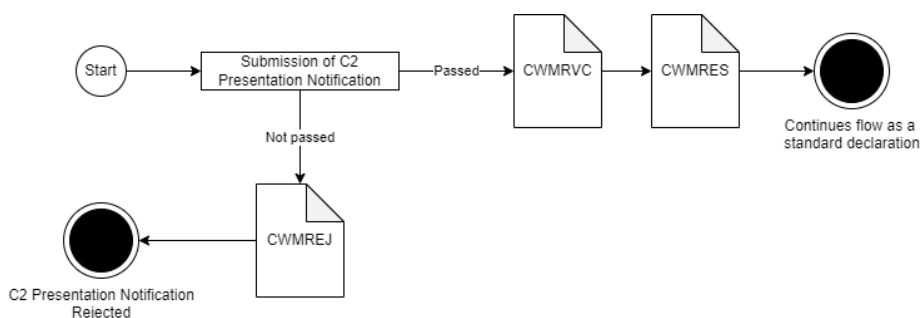 Start
Submission of C2
Presentation Notification
Passed
CWMRVC
CWMRES
Continues flow as a
standard declaration
Not passed
CWMREJ
C2 Presentation Notification
Rejected